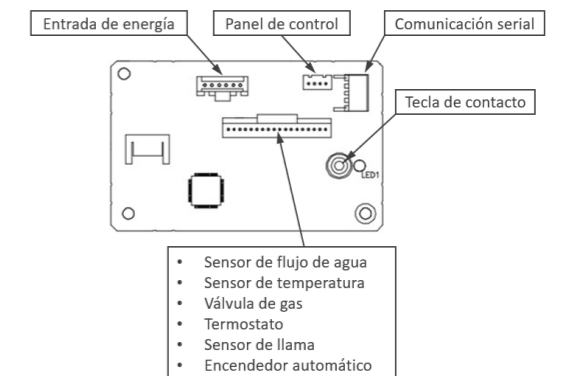 Entrada de energía
Panel de control
Comunicación serial
Tecla de contacto
LED1
• Sensor de flujo de agua
• Sensor de temperatura
• Válvula de gas
• Termostato
• Sensor de llama
• Encendedor automático